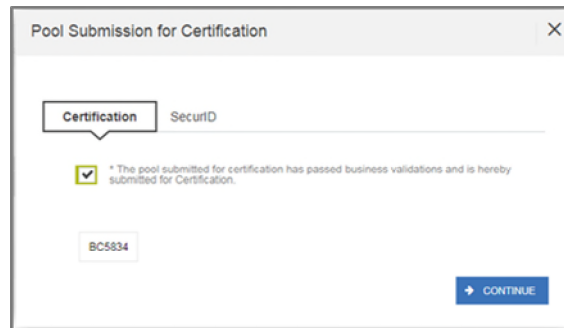 Pool Submission for Certification
Certification
SecurID
* The pool submitted for certification has passed business validations and is hereby
submitted for Certification.
BC5834
CONTINUE